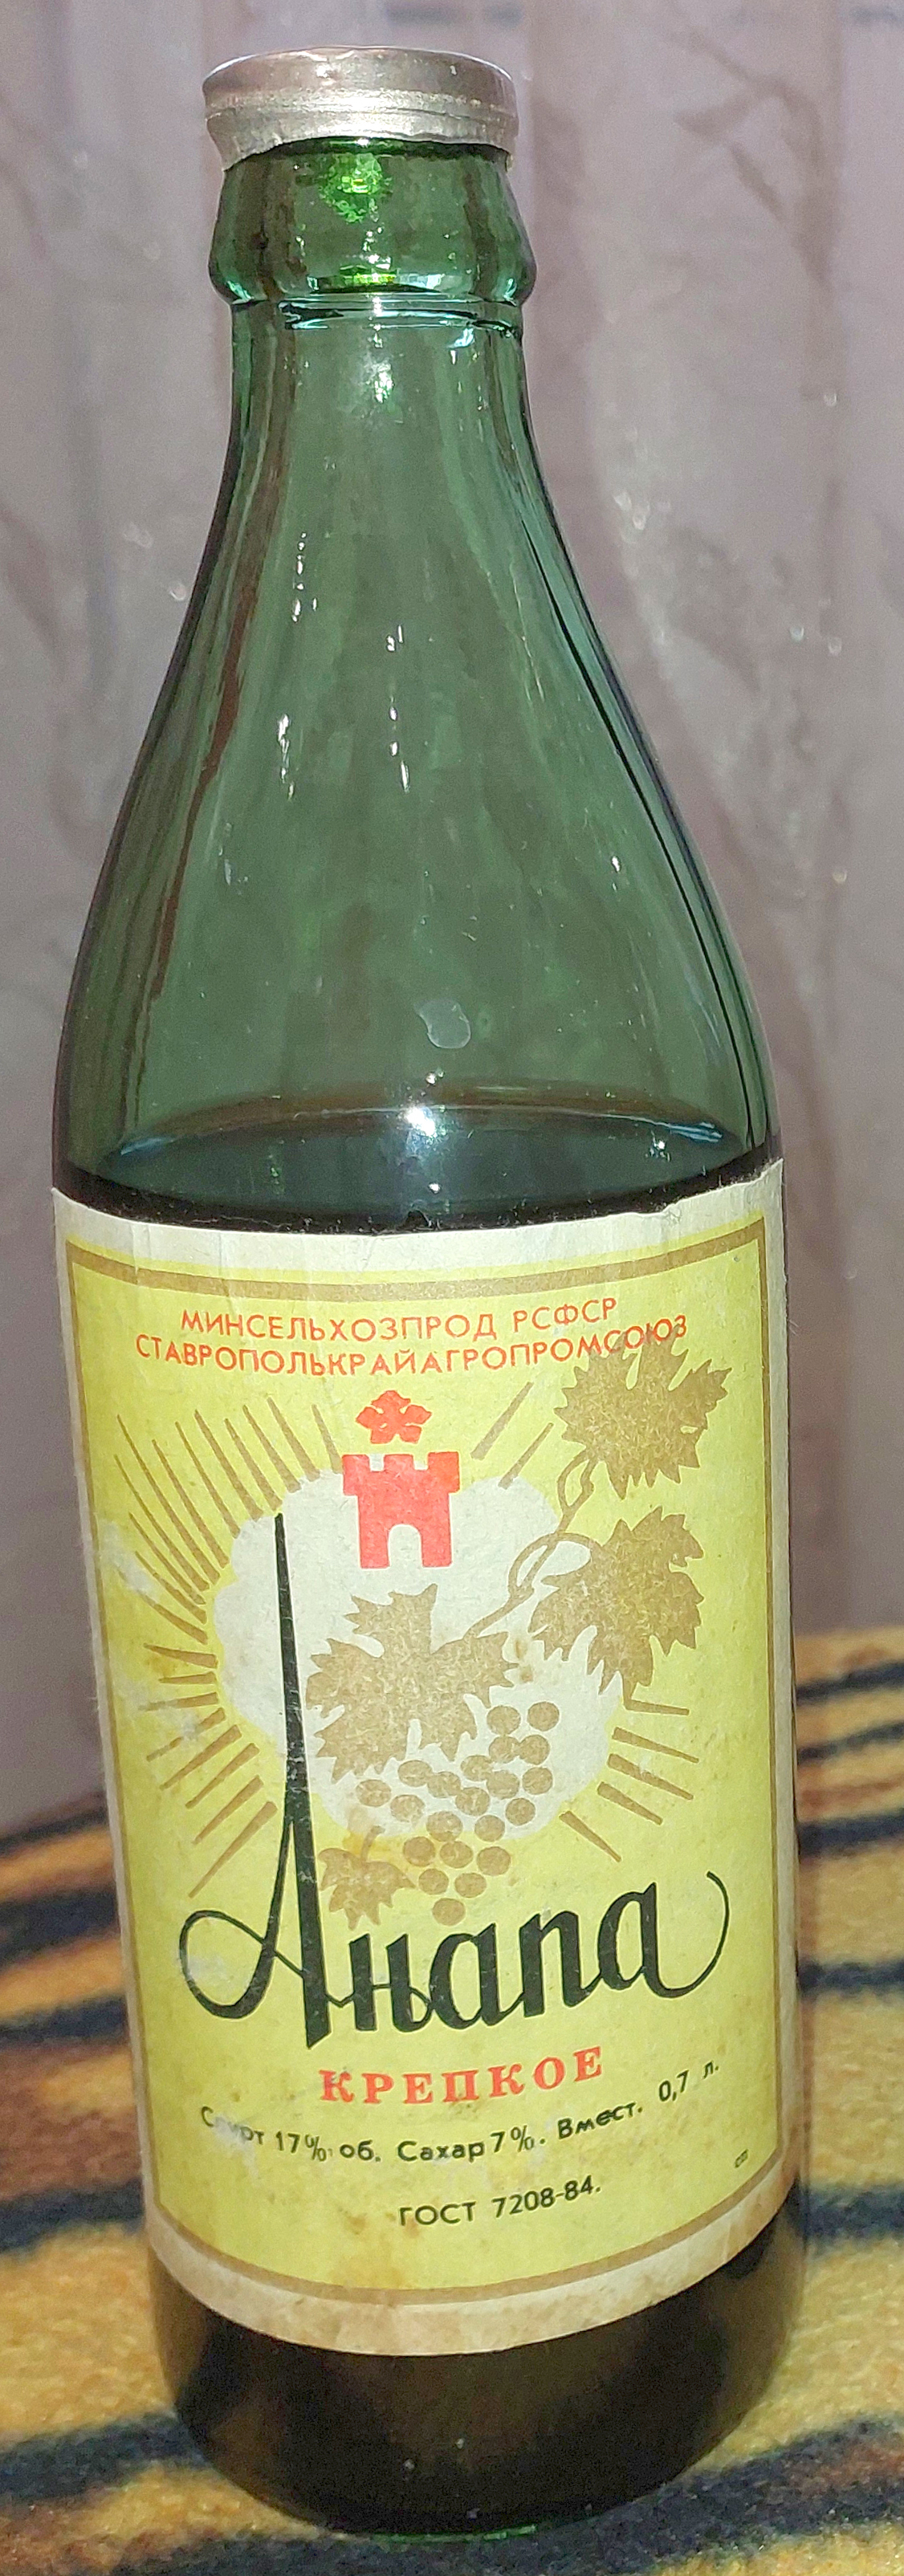 МИНСЕЛЬХОЗПРОД РСФСР
СТАВРОПОЛЬКРАЙАГРОПРОМСОЮЗ
Анапа
КРЕПКОЕ
Спирт 17% об. Сахар 7%. Вмест. 0,7 л.
ГОСТ 7208-84.